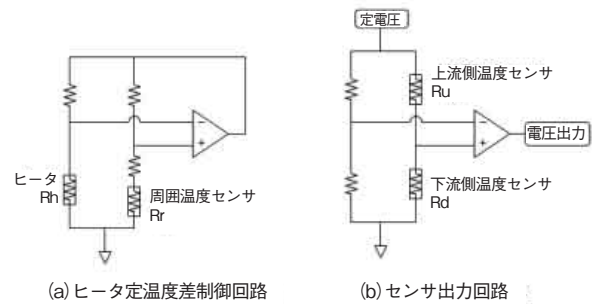 定電圧
上流側温度センサ
Ru
−
+
ヒータ
Rh
周囲温度センサ
Rr
−
+
電圧出力
下流側温度センサ
Rd
(a)ヒータ定温度差制御回路
(b)センサ出力回路